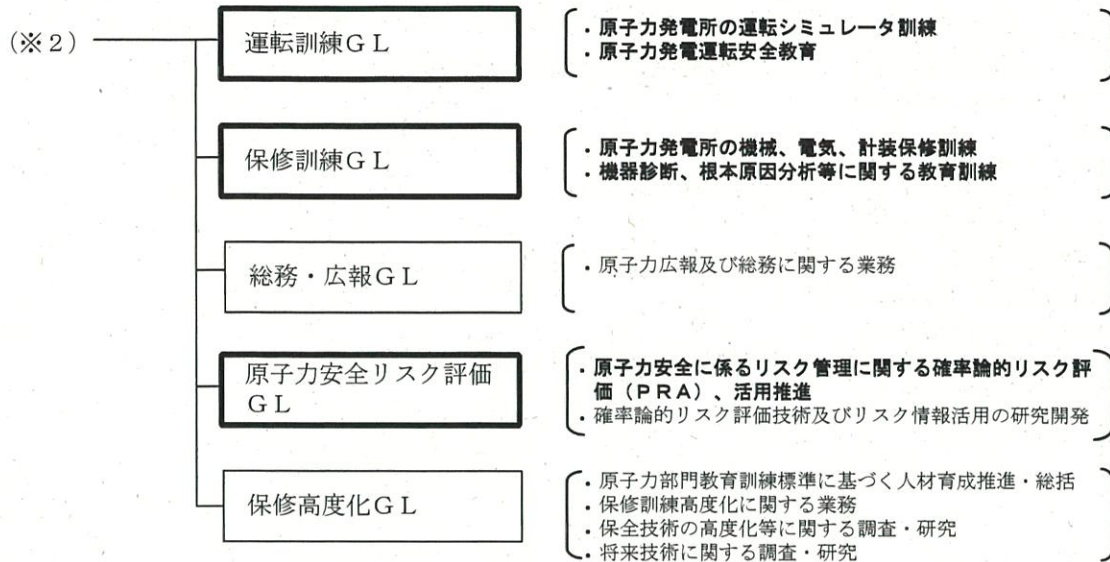 (※2)
運転訓練GL
・原子力発電所の運転シミュレータ訓練
・原子力発電運転安全教育
保修訓練GL
・原子力発電所の機械、電気、計装保修訓練
・機器診断、根本原因分析等に関する教育訓練
総務・広報GL
・原子力広報及び総務に関する業務
原子力安全リスク評価
GL
・原子力安全に係るリスク管理に関する確率論的リスク評
価（PRA）、活用推進
・確率論的リスク評価技術及びリスク情報活用の研究開発
保修高度化GL
・原子力部門教育訓練標準に基づく人材育成推進・総括
・保修訓練高度化に関する業務
・保全技術の高度化等に関する調査・研究
・将来技術に関する調査・研究